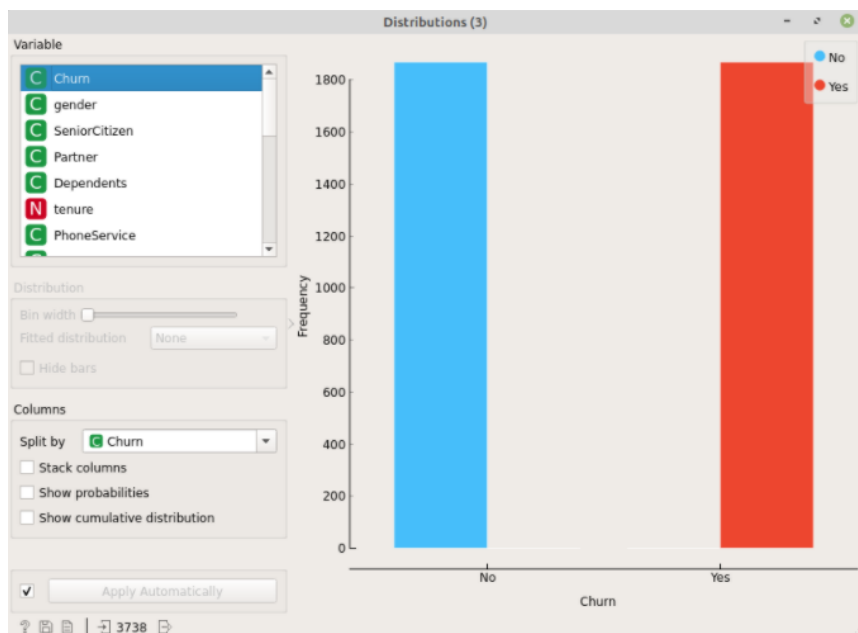 Distributions (3)
Variable
C Churn
C gender
C SeniorCitizen
C Partner
C Dependents
N tenure
C PhoneService
Distribution
Bin width
Fitted distribution None
Hide bars
Columns
Split by C Churn
Stack columns
Show probabilities
Show cumulative distribution
Apply Automatically
? 3738
No
Yes
1800
1600
1400
1200
1000
800
600
400
200
0
Frequency
No Yes
Churn